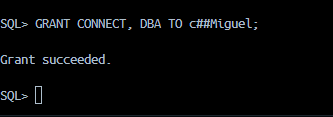 SQL> GRANT CONNECT, DBA TO c##Miguel;
Grant succeeded.
SQL>